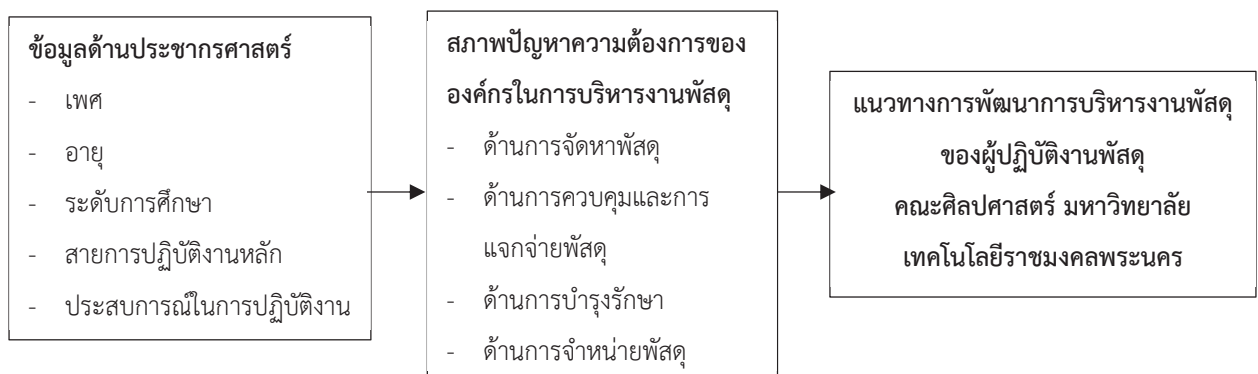 ข้อมูลด้านประชากรศาสตร์
- เพศ
- อายุ
- ระดับการศึกษา
- สายการปฏิบัติงานหลัก
- ประสบการณ์ในการปฏิบัติงาน
สภาพปัญหาความต้องการของ
องค์กรในการบริหารงานพัสดุ
- ด้านการจัดหาพัสดุ
- ด้านการควบคุมและการ
แจกจ่ายพัสดุ
- ด้านการบำรุงรักษา
- ด้านการจำหน่ายพัสดุ
แนวทางการพัฒนาการบริหารงานพัสดุ
ของผู้ปฏิบัติงานพัสดุ
คณะศิลปศาสตร์ มหาวิทยาลัย
เทคโนโลยีราชมงคลพระนคร